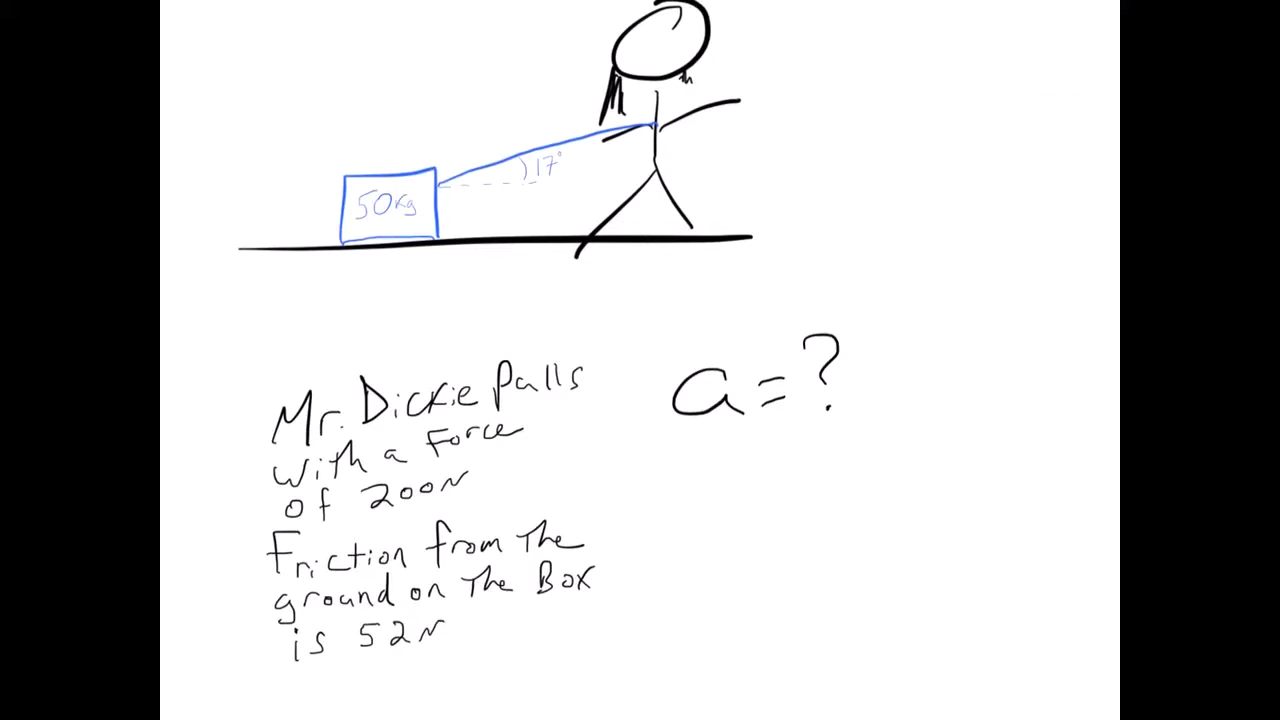 17°
50kg
Mr. Dickie Pulls
with a Force
of 200N
Friction from the
ground on the Box
is 52N
a=?